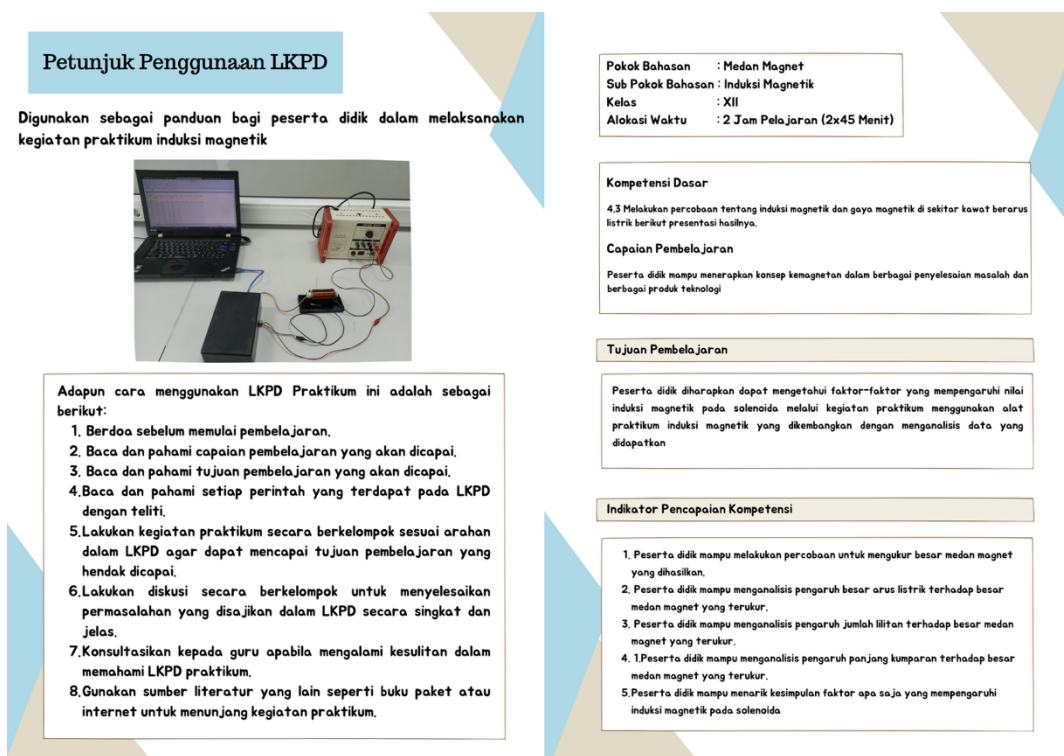 Petunjuk Penggunaan LKPD
Digunakan sebagai panduan bagi peserta didik dalam melaksanakan
kegiatan praktikum induksi magnetik
Adapun cara menggunakan LKPD Praktikum ini adalah sebagai
berikut:
1. Berdoa sebelum memulai pembelajaran.
2. Baca dan pahami capaian pembelajaran yang akan dicapai.
3. Baca dan pahami tujuan pembelajaran yang akan dicapai.
4.Baca dan pahami setiap perintah yang terdapat pada LKPD
dengan teliti.
5.Lakukan kegiatan praktikum secara berkelompok sesuai arahan
dalam LKPD agar dapat mencapai tujuan pembelajaran yang
hendak dicapai.
6.Lakukan diskusi secara berkelompok untuk menyelesaikan
permasalahan yang disajikan dalam LKPD secara singkat dan
jelas.
7.Konsultasikan kepada guru apabila mengalami kesulitan dalam
memahami LKPD praktikum.
8.Gunakan sumber literatur yang lain seperti buku paket atau
internet untuk menunjang kegiatan praktikum.
Pokok Bahasan : Medan Magnet
Sub Pokok Bahasan : Induksi Magnetik
Kelas : XII
Alokasi Waktu : 2 Jam Pelajaran (2x45 Menit)
Kompetensi Dasar
4.3 Melakukan percobaan tentang induksi magnetik dan gaya magnetik di sekitar kawat berarus
listrik berikut presentasi hasilnya.
Capaian Pembelajaran
Peserta didik mampu menerapkan konsep kemagnetan dalam berbagai penyelesaian masalah dan
berbagai produk teknologi
Tujuan Pembelajaran
Peserta didik diharapkan dapat mengetahui faktor-faktor yang mempengaruhi nilai
induksi magnetik pada solenoida melalui kegiatan praktikum menggunakan alat
praktikum induksi magnetik yang dikembangkan dengan menganalisis data yang
didapatkan
Indikator Pencapaian Kompetensi
1. Peserta didik mampu melakukan percobaan untuk mengukur besar medan magnet
yang dihasilkan.
2. Peserta didik mampu menganalisis pengaruh besar arus listrik terhadap besar
medan magnet yang terukur.
3. Peserta didik mampu menganalisis pengaruh jumlah lilitan terhadap besar medan
magnet yang terukur.
4. 1.Peserta didik mampu menganalisis pengaruh panjang kumparan terhadap besar
medan magnet yang terukur.
5.Peserta didik mampu menarik kesimpulan faktor apa saja yang mempengaruhi
induksi magnetik pada solenoida